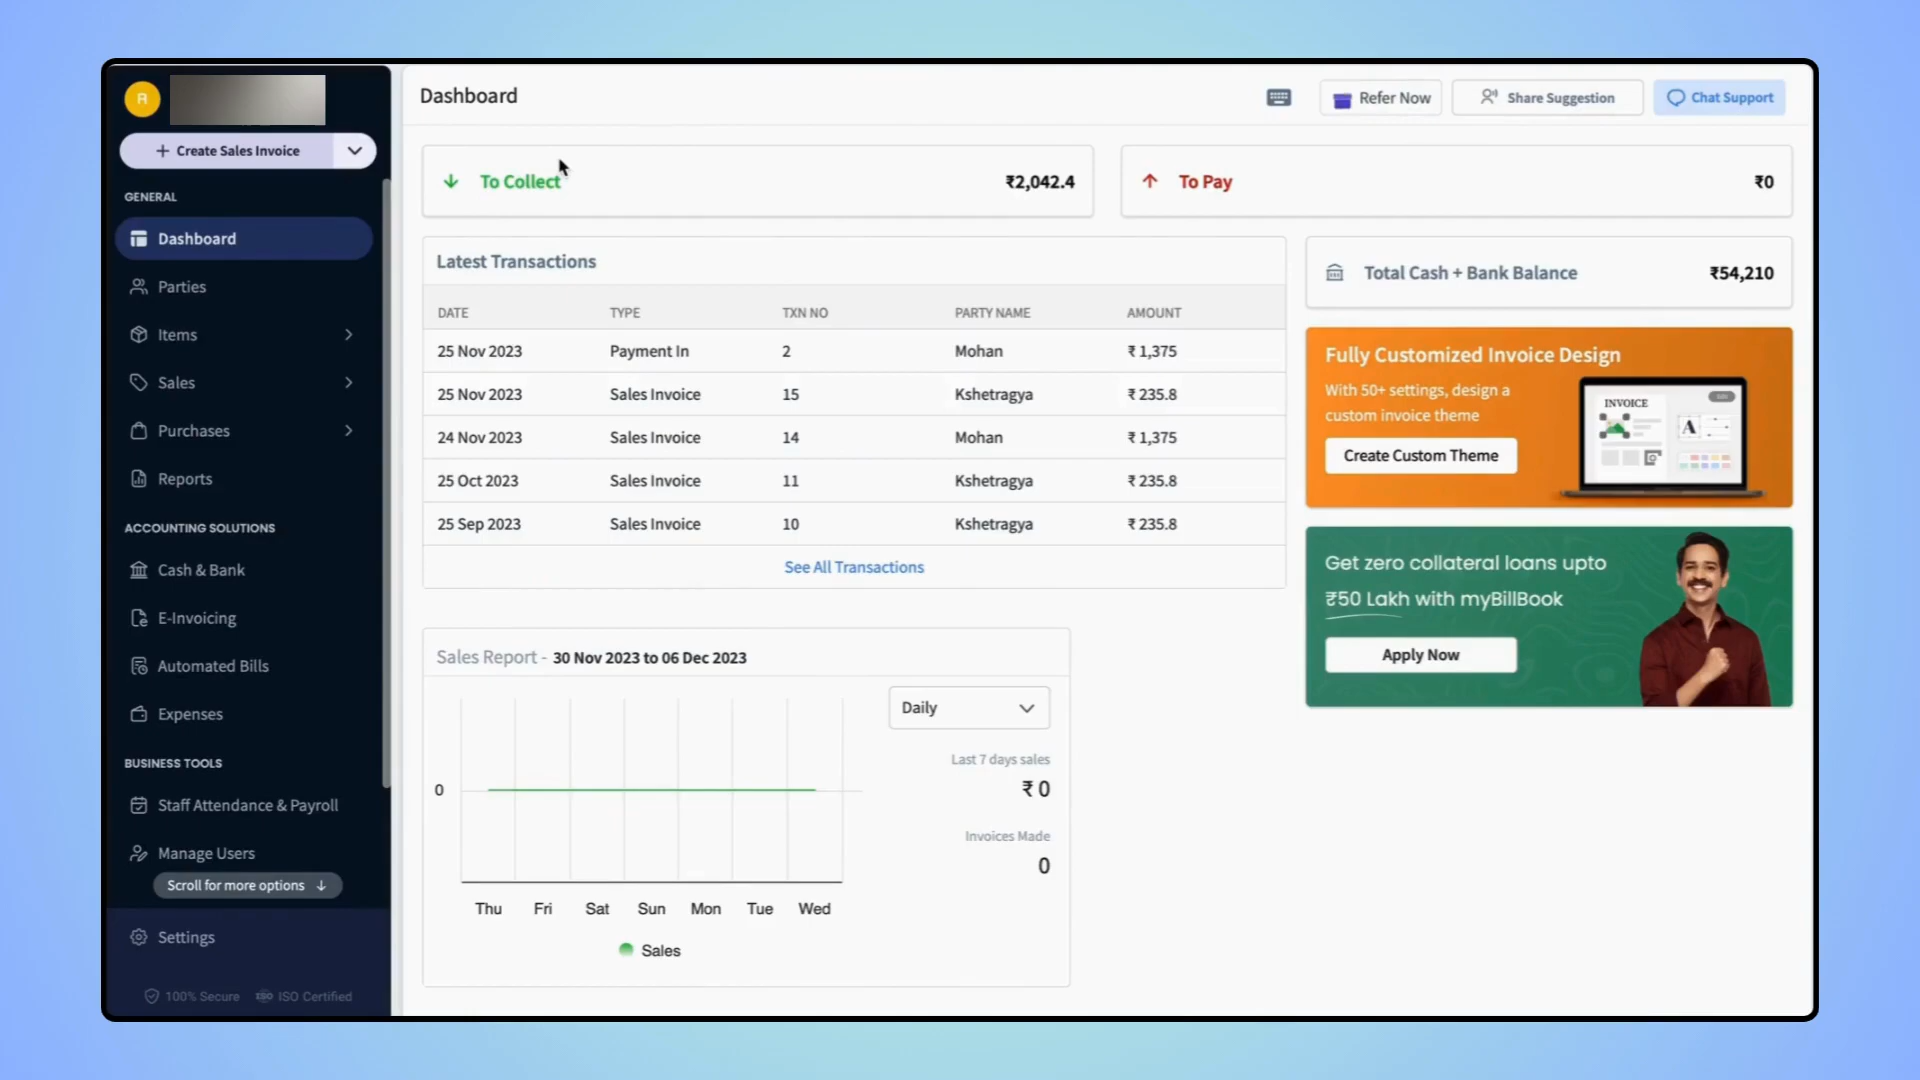 R
+ Create Sales Invoice
GENERAL
Dashboard
Parties
Items
Sales
Purchases
Reports
ACCOUNTING SOLUTIONS
Cash & Bank
E-Invoicing
Automated Bills
Expenses
BUSINESS TOOLS
Staff Attendance & Payroll
Manage Users
Scroll for more options ↓
Settings
100% Secure ISO ISO Certified
Dashboard
Refer Now
Share Suggestion
Chat Support
↓ To Collect ₹2,042.4
↑ To Pay ₹0
Latest Transactions
DATE TYPE TXN NO PARTY NAME AMOUNT
25 Nov 2023 Payment In 2 Mohan ₹ 1,375
25 Nov 2023 Sales Invoice 15 Kshetragya ₹ 235.8
24 Nov 2023 Sales Invoice 14 Mohan ₹ 1,375
25 Oct 2023 Sales Invoice 11 Kshetragya ₹ 235.8
25 Sep 2023 Sales Invoice 10 Kshetragya ₹ 235.8
See All Transactions
Total Cash + Bank Balance ₹54,210
Fully Customized Invoice Design
With 50+ settings, design a
custom invoice theme
Create Custom Theme
INVOICE
A
Get zero collateral loans upto
₹50 Lakh with myBillBook
Apply Now
Sales Report - 30 Nov 2023 to 06 Dec 2023
Daily
Last 7 days sales
₹ 0
Invoices Made
0
0
Thu Fri Sat Sun Mon Tue Wed
Sales